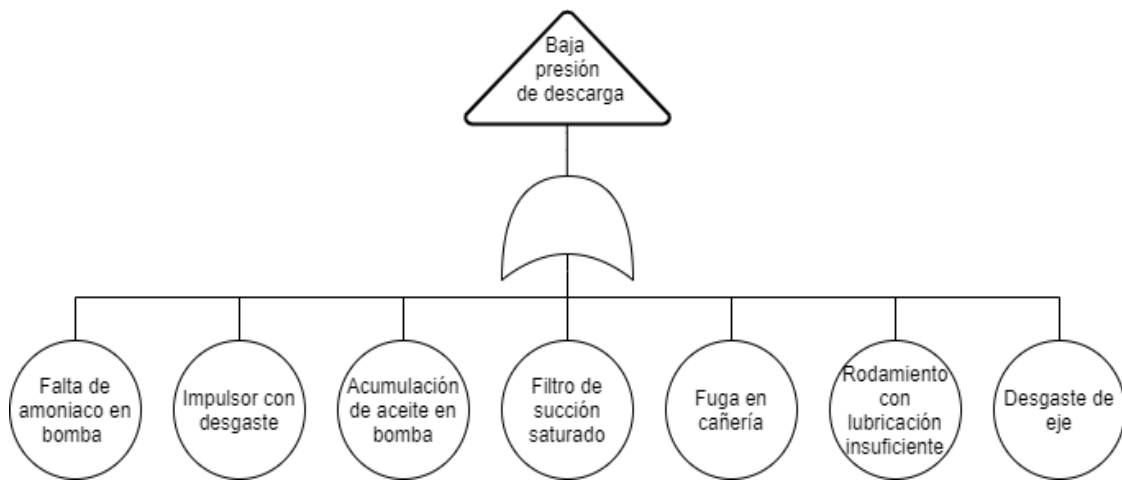 Baja
presión
de descarga
Falta de
amoniaco en
bomba
Impulsor con
desgaste
Acumulación
de aceite en
bomba
Filtro de
succión
saturado
Fuga en
cañería
Rodamiento
con
lubricación
insuficiente
Desgaste de
eje